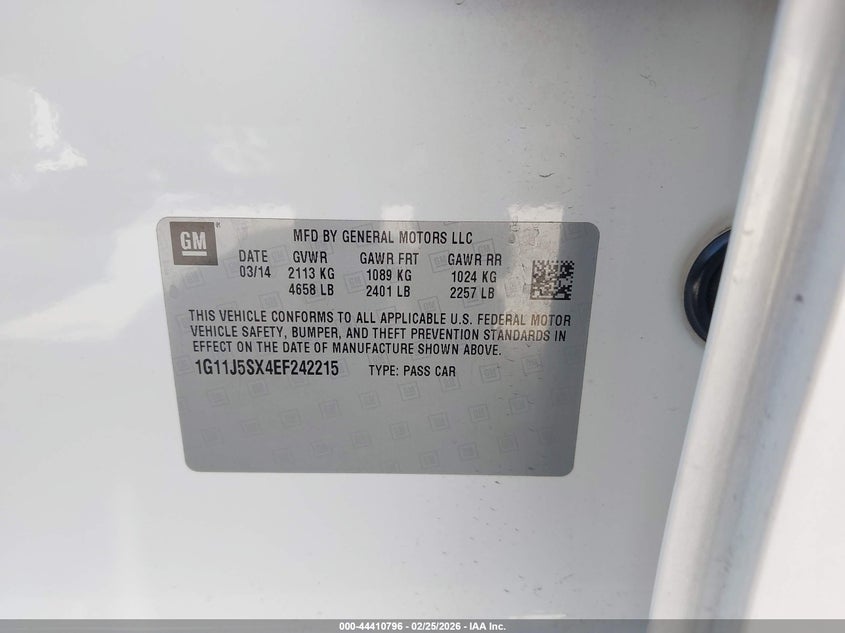 GM
MFD BY GENERAL MOTORS LLC
DATE GVWR GAWR FRT GAWR RR
03/14 2113 KG 1089 KG 1024 KG
4658 LB 2401 LB 2257 LB
THIS VEHICLE CONFORMS TO ALL APPLICABLE U.S. FEDERAL MOTOR
VEHICLE SAFETY, BUMPER, AND THEFT PREVENTION STANDARDS IN
EFFECT ON THE DATE OF MANUFACTURE SHOWN ABOVE.
1G11J5SX4EF242215 TYPE: PASS CAR
000-44410796 - 02/25/2026 - IAA Inc.